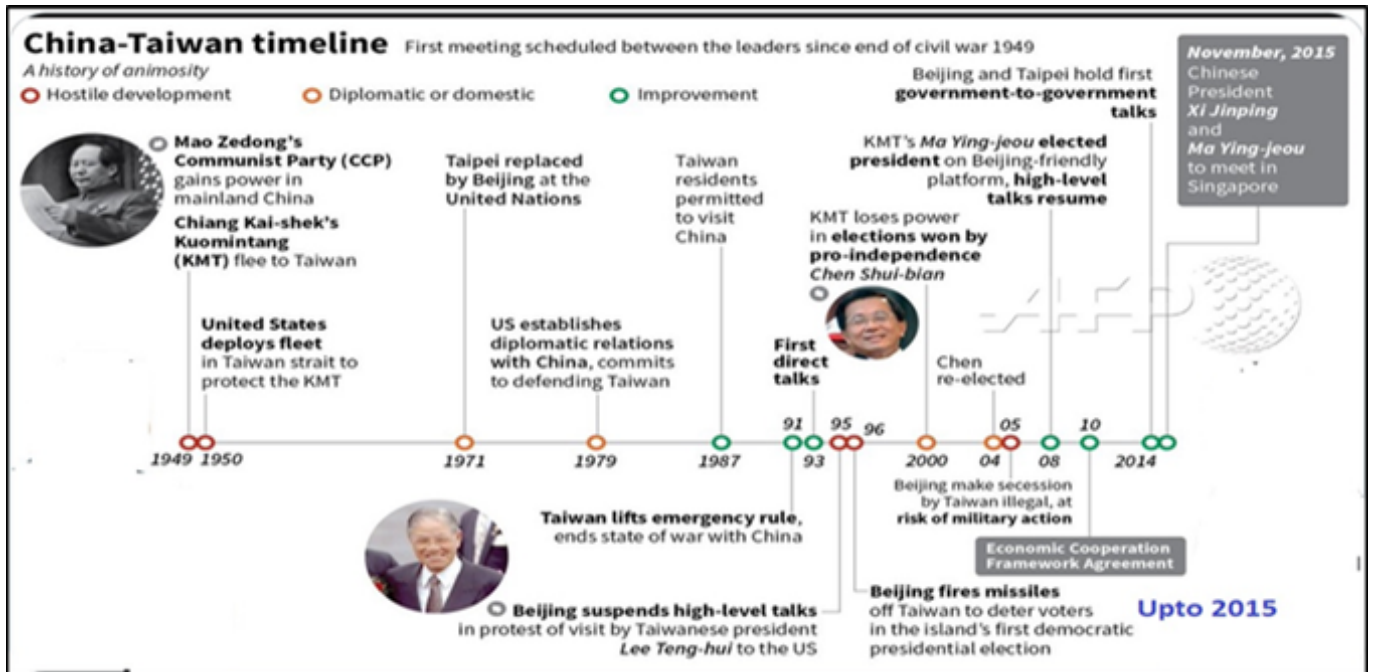 China-Taiwan timeline First meeting scheduled between the leaders since end of civil war 1949
A history of animosity
Hostile development
Diplomatic or domestic
Improvement
Mao Zedong's
Communist Party (CCP)
gains power in
mainland China
Chiang Kai-shek's
Kuomintang
(KMT) flee to Taiwan
United States
deploys fleet
in Taiwan strait to
protect the KMT
Taipei replaced
by Beijing at the
United Nations
US establishes
diplomatic relations
with China, commits
to defending Taiwan
Taiwan
residents
permitted
to visit
China
First
direct
talks
KMT loses power
in elections won by
pro-independence
Chen Shui-bian
Chen
re-elected
KMT's Ma Ying-jeou elected
president on Beijing-friendly
platform, high-level
talks resume
Beijing and Taipei hold first
government-to-government
talks
November, 2015
Chinese
President
Xi Jinping
and
Ma Ying-jeou
to meet in
Singapore
AFP
91 95 96 05 10
1949 1950 1971 1979 1987 93 2000 04 08 2014
Taiwan lifts emergency rule,
ends state of war with China
Beijing suspends high-level talks
in protest of visit by Taiwanese president
Lee Teng-hui to the US
Beijing fires missiles
off Taiwan to deter voters
in the island's first democratic
presidential election
Beijing make secession
by Taiwan illegal, at
risk of military action
Economic Cooperation
Framework Agreement
Upto 2015